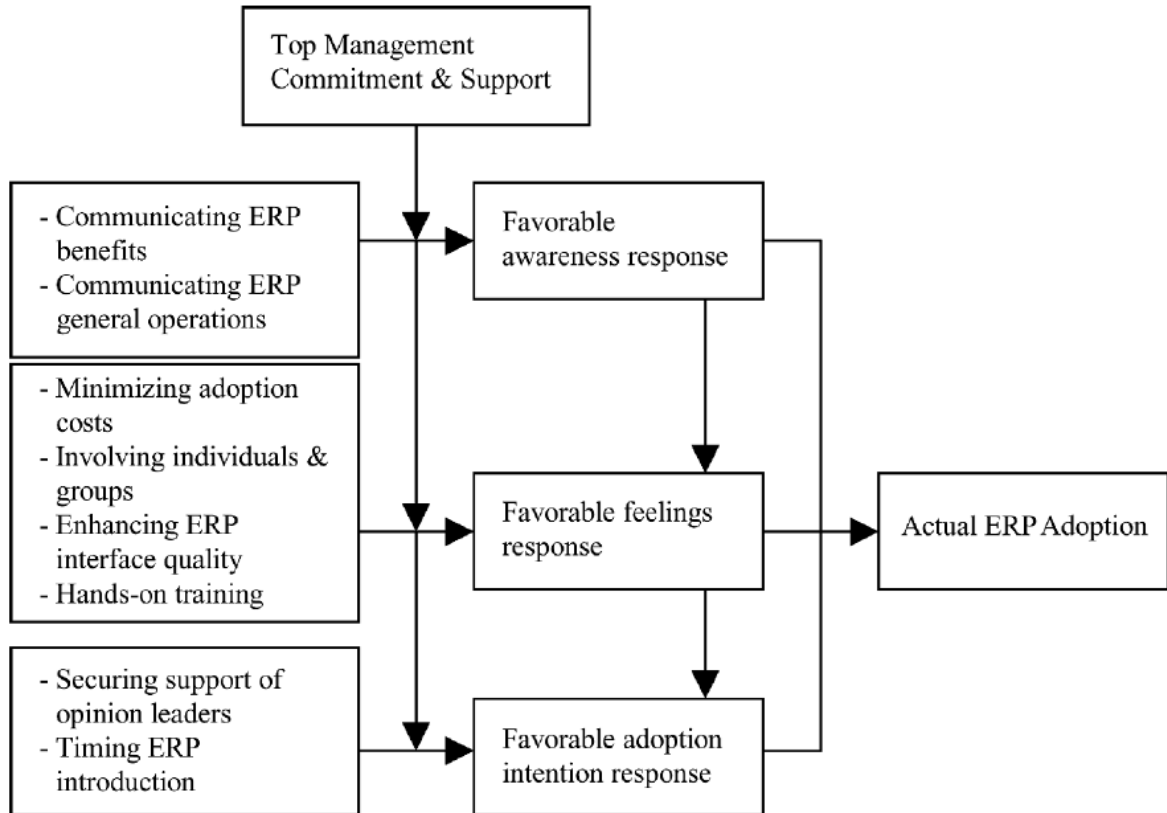 Top Management
Commitment & Support
- Communicating ERP
benefits
- Communicating ERP
general operations
Favorable
awareness response
- Minimizing adoption
costs
- Involving individuals &
groups
- Enhancing ERP
interface quality
- Hands-on training
Favorable feelings
response
Actual ERP Adoption
- Securing support of
opinion leaders
- Timing ERP
introduction
Favorable adoption
intention response